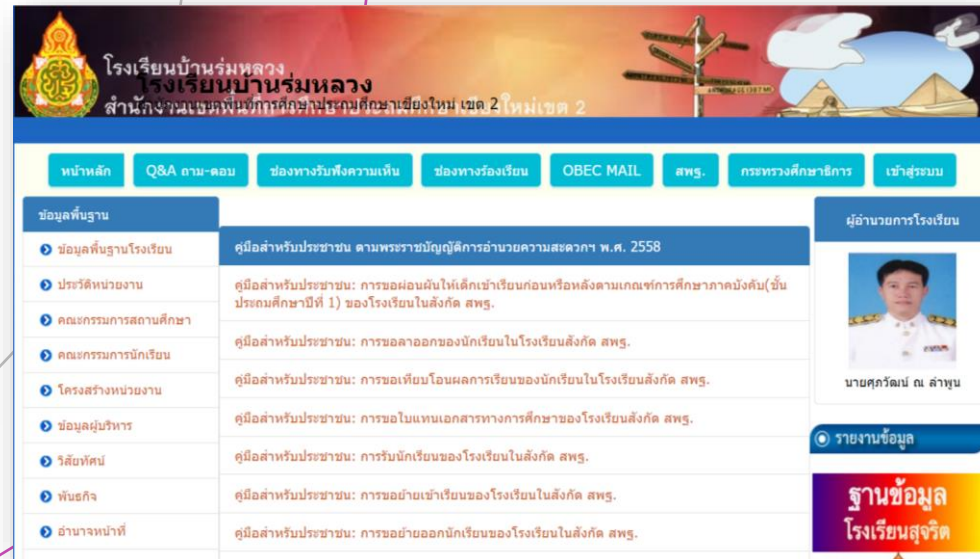 โรงเรียนบ้านร่มหลวง
โรงเรียนบ้านร่มหลวง
สำนักงานเขตพื้นที่การศึกษาประถมศึกษาเชียงใหม่ เขต 2
หน้าหลัก
Q&A ถาม-ตอบ
ช่องทางรับฟังความเห็น
ช่องทางร้องเรียน
OBEC MAIL
สพฐ.
กระทรวงศึกษาธิการ
เข้าสู่ระบบ
ข้อมูลพื้นฐาน
ข้อมูลพื้นฐานโรงเรียน
ประวัติหน่วยงาน
คณะกรรมการสถานศึกษา
คณะกรรมการนักเรียน
โครงสร้างหน่วยงาน
ข้อมูลผู้บริหาร
วิสัยทัศน์
พันธกิจ
อำนาจหน้าที่
คู่มือสำหรับประชาชน ตามพระราชบัญญัติการอำนวยความสะดวกฯ พ.ศ. 2558
คู่มือสำหรับประชาชน: การขอผ่อนผันให้เด็กเข้าเรียนก่อนหรือหลังตามเกณฑ์การศึกษาภาคบังคับ(ชั้น
ประถมศึกษาปีที่ 1) ของโรงเรียนในสังกัด สพฐ.
คู่มือสำหรับประชาชน: การขอลาออกของนักเรียนในโรงเรียนสังกัด สพฐ.
คู่มือสำหรับประชาชน: การขอเทียบโอนผลการเรียนของนักเรียนในโรงเรียนสังกัด สพฐ.
คู่มือสำหรับประชาชน: การขอใบแทนเอกสารทางการศึกษาของโรงเรียนสังกัด สพฐ.
คู่มือสำหรับประชาชน: การรับนักเรียนของโรงเรียนในสังกัด สพฐ.
คู่มือสำหรับประชาชน: การขอย้ายเข้าเรียนของโรงเรียนในสังกัด สพฐ.
คู่มือสำหรับประชาชน: การขอย้ายออกนักเรียนของโรงเรียนในสังกัด สพฐ.
ผู้อำนวยการโรงเรียน
นายศุภวัฒน์ ณ ลำพูน
รายงานข้อมูล
ฐานข้อมูล
โรงเรียนสุจริต